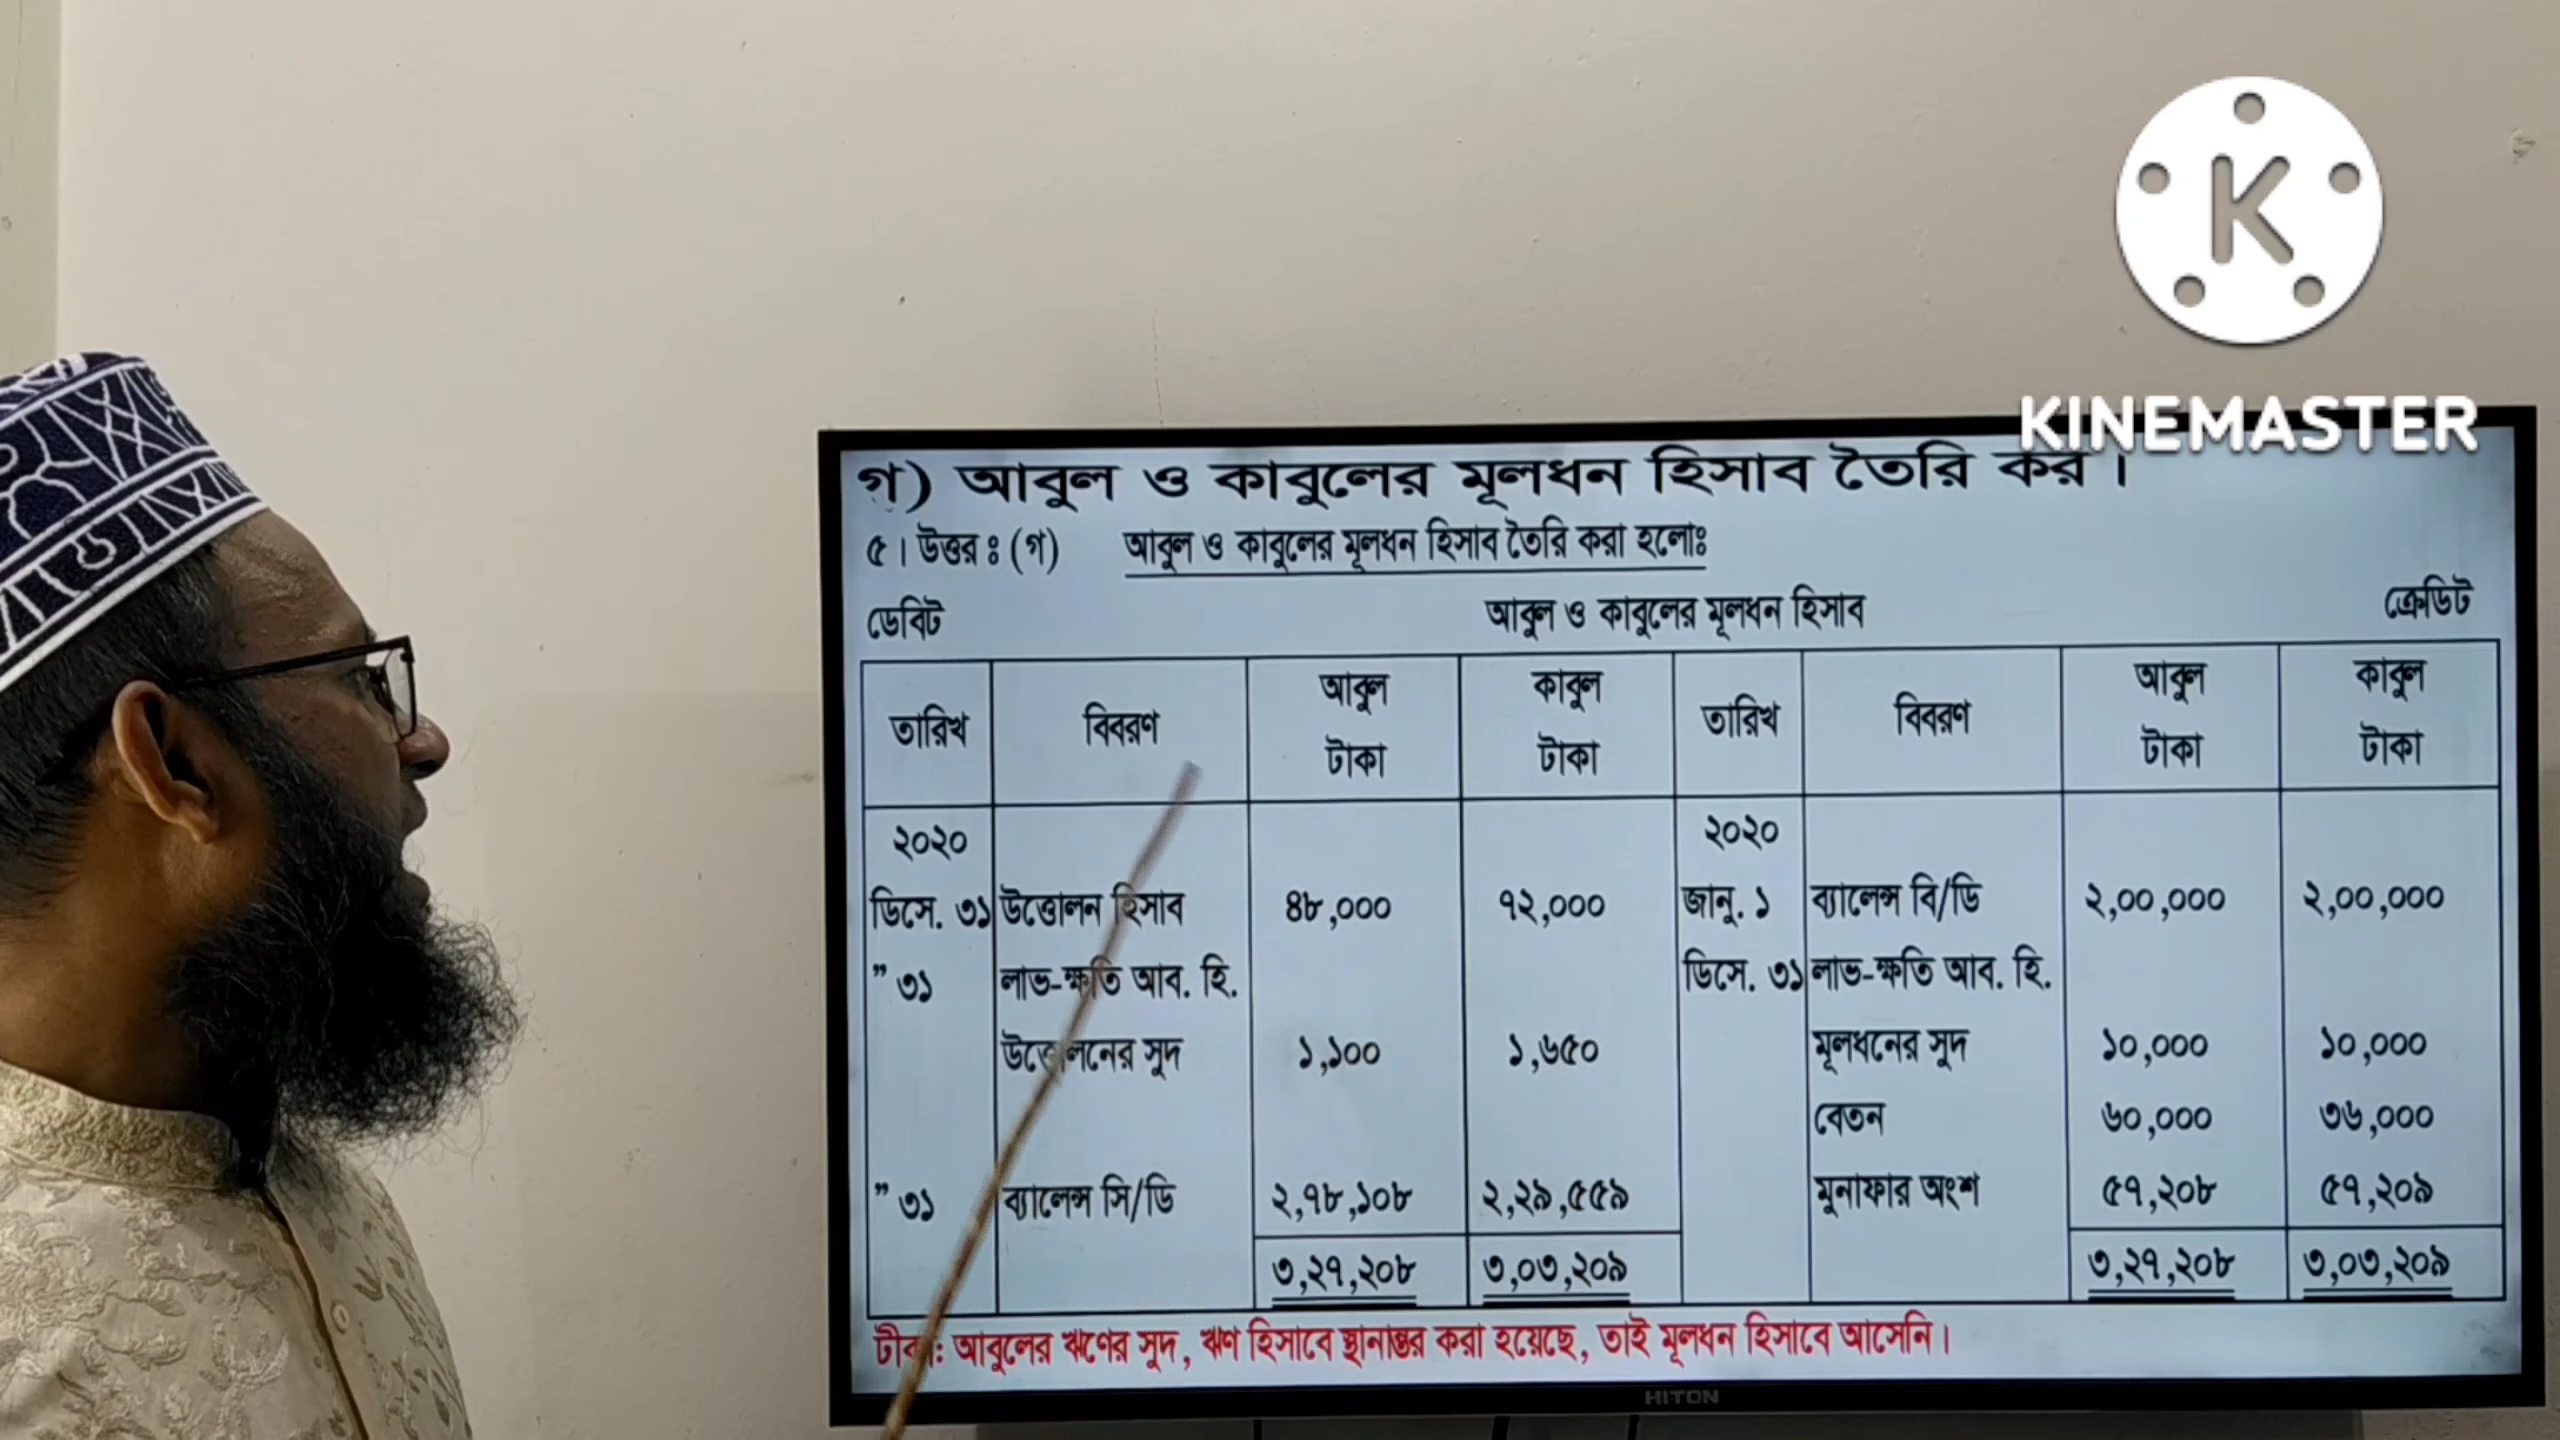 KINEMASTER
গ) আবুল ও কাবুলের মূলধন হিসাব তৈরি কর ।
৫। উত্তর ঃ (গ) আবুল ও কাবুলের মূলধন হিসাব তৈরি করা হলোঃ
ডেবিট আবুল ও কাবুলের মূলধন হিসাব ক্রেডিট
তারিখ বিবরণ আবুল টাকা কাবুল টাকা তারিখ বিবরণ আবুল টাকা কাবুল টাকা
২০২০ ২০২০
ডিসে. ৩১ উত্তোলন হিসাব ৪৮,০০০ ৭২,০০০ জানু. ১ ব্যালেন্স বি/ডি ২,০০,০০০ ২,০০,০০০
” ৩১ লাভ-ক্ষতি আব. হি. ডিসে. ৩১ লাভ-ক্ষতি আব. হি.
উত্তোলনের সুদ ১,১০০ ১,৬৫০ মূলধনের সুদ ১০,০০০ ১০,০০০
বেতন ৬০,০০০ ৩৬,০০০
” ৩১ ব্যালেন্স সি/ডি ২,৭৮,১০৮ ২,২৯,৫৫৯ মুনাফার অংশ ৫৭,২০৮ ৫৭,২০৯
৩,২৭,২০৮ ৩,০৩,২০৯ ৩,২৭,২০৮ ৩,০৩,২০৯
টীকা: আবুলের ঋণের সুদ, ঋণ হিসাবে স্থানান্তর করা হয়েছে, তাই মূলধন হিসাবে আসেনি।
HITON